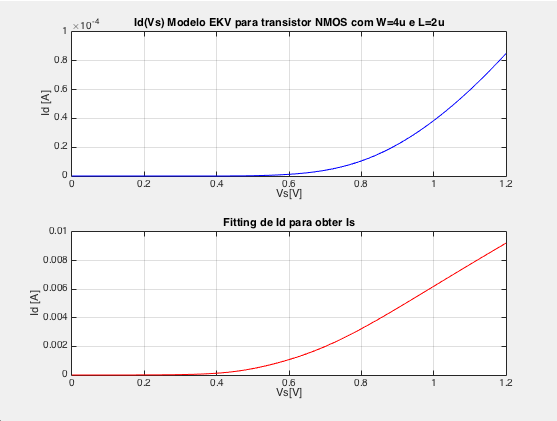 Id(Vs) Modelo EKV para transistor NMOS com W=4u e L=2u
×10⁻⁴
1
0.8
0.6
0.4
0.2
0
Id [A]
0 0.2 0.4 0.6 0.8 1 1.2
Vs[V]
Fitting de Id para obter Is
0.01
0.008
0.006
0.004
0.002
0
Id [A]
0 0.2 0.4 0.6 0.8 1 1.2
Vs[V]